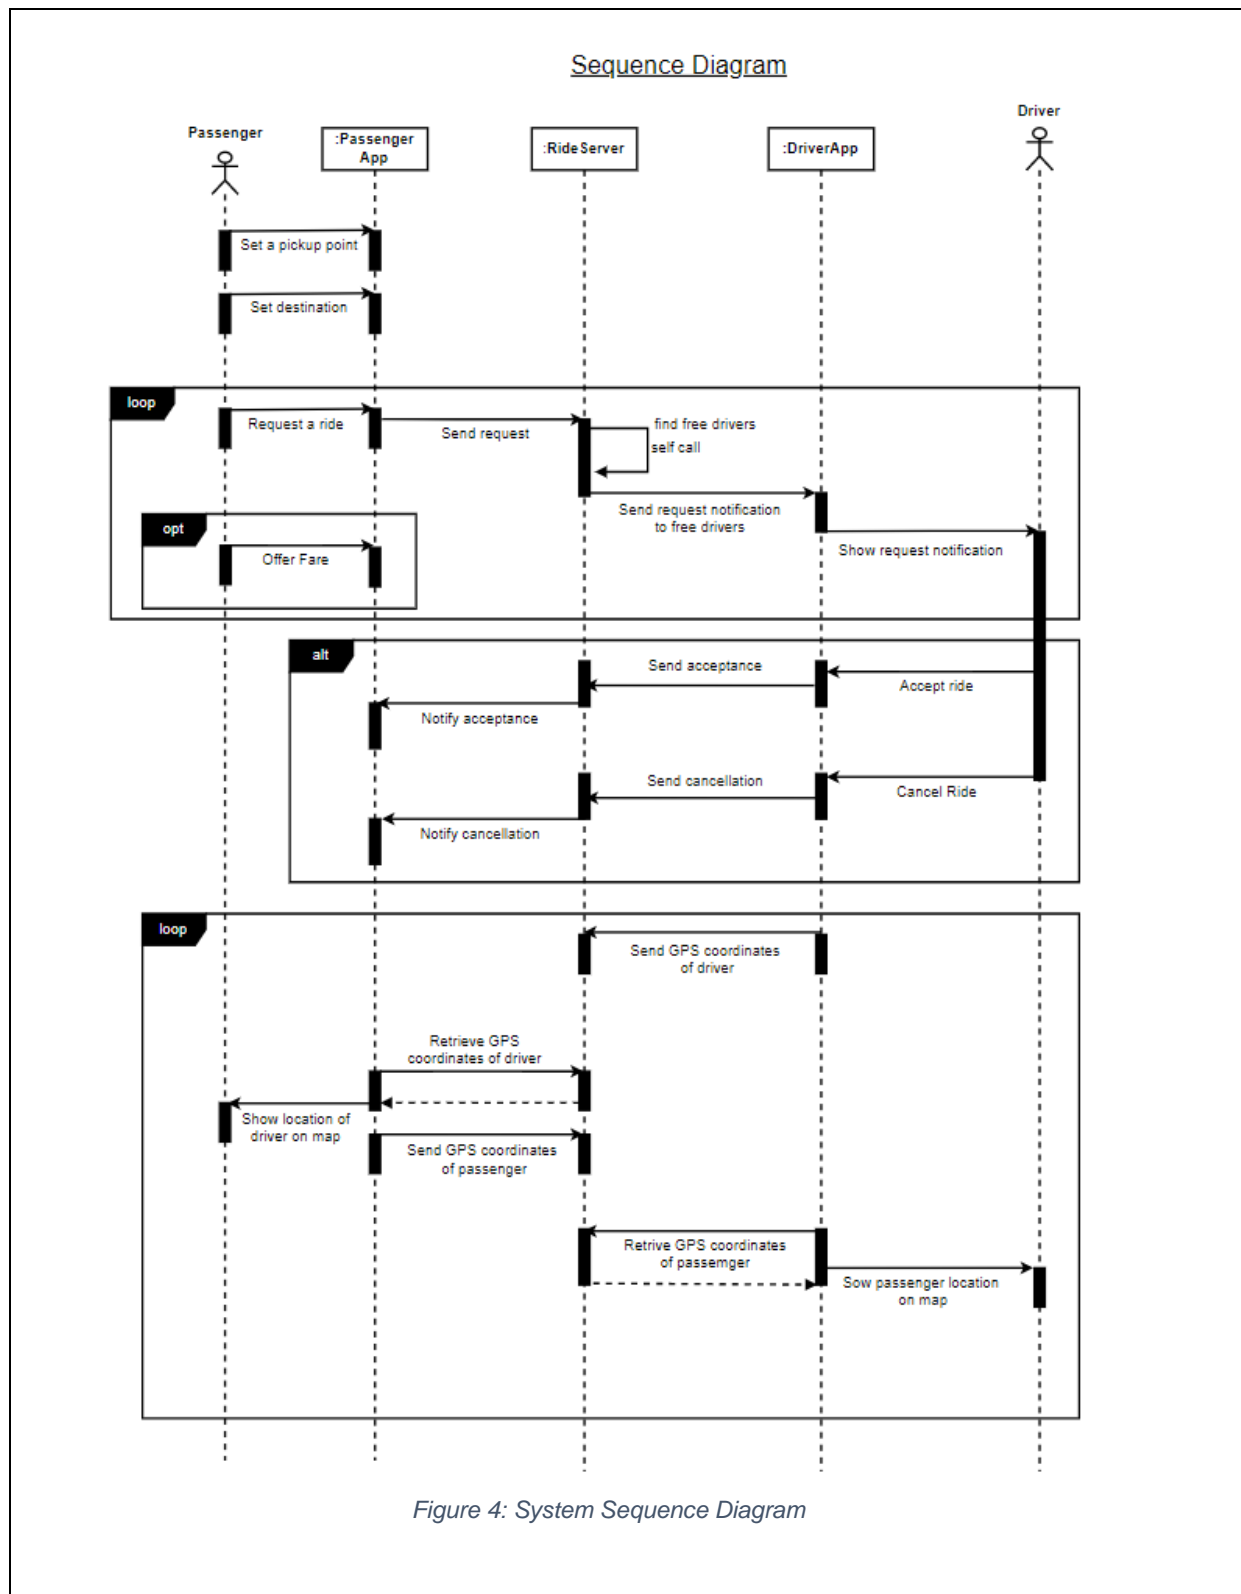 Sequence Diagram
Passenger
:Passenger
App
:RideServer
:DriverApp
Driver
Set a pickup point
Set destination
loop
Request a ride
Send request
find free drivers
self call
Send request notification
to free drivers
Show request notification
opt
Offer Fare
alt
Send acceptance
Accept ride
Notify acceptance
Send cancellation
Cancel Ride
Notify cancellation
loop
Send GPS coordinates
of driver
Retrieve GPS
coordinates of driver
Show location of
driver on map
Send GPS coordinates
of passenger
Retrive GPS coordinates
of passemger
Sow passenger location
on map
Figure 4: System Sequence Diagram